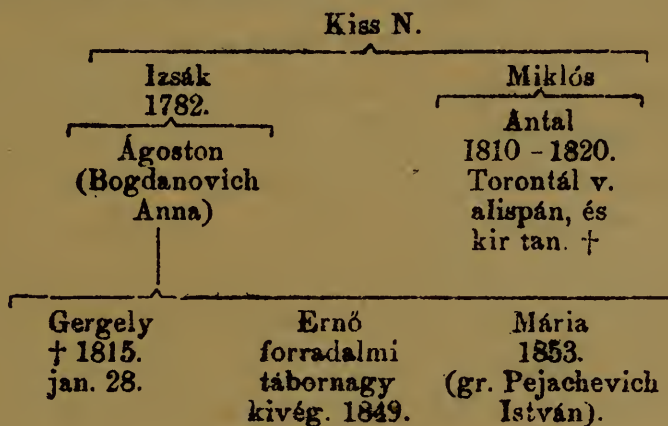 Kiss N.
Izsák
1782.
Miklós
Ágoston
(Bogdanovich
Anna)
Antal
1810 - 1820.
Torontál v.
alispán, és
kir tan. †
Gergely
† 1815.
jan. 28.
Ernő
forradalmi
tábornagy
kivég. 1849.
Mária
1853.
(gr. Pejachevich
István).